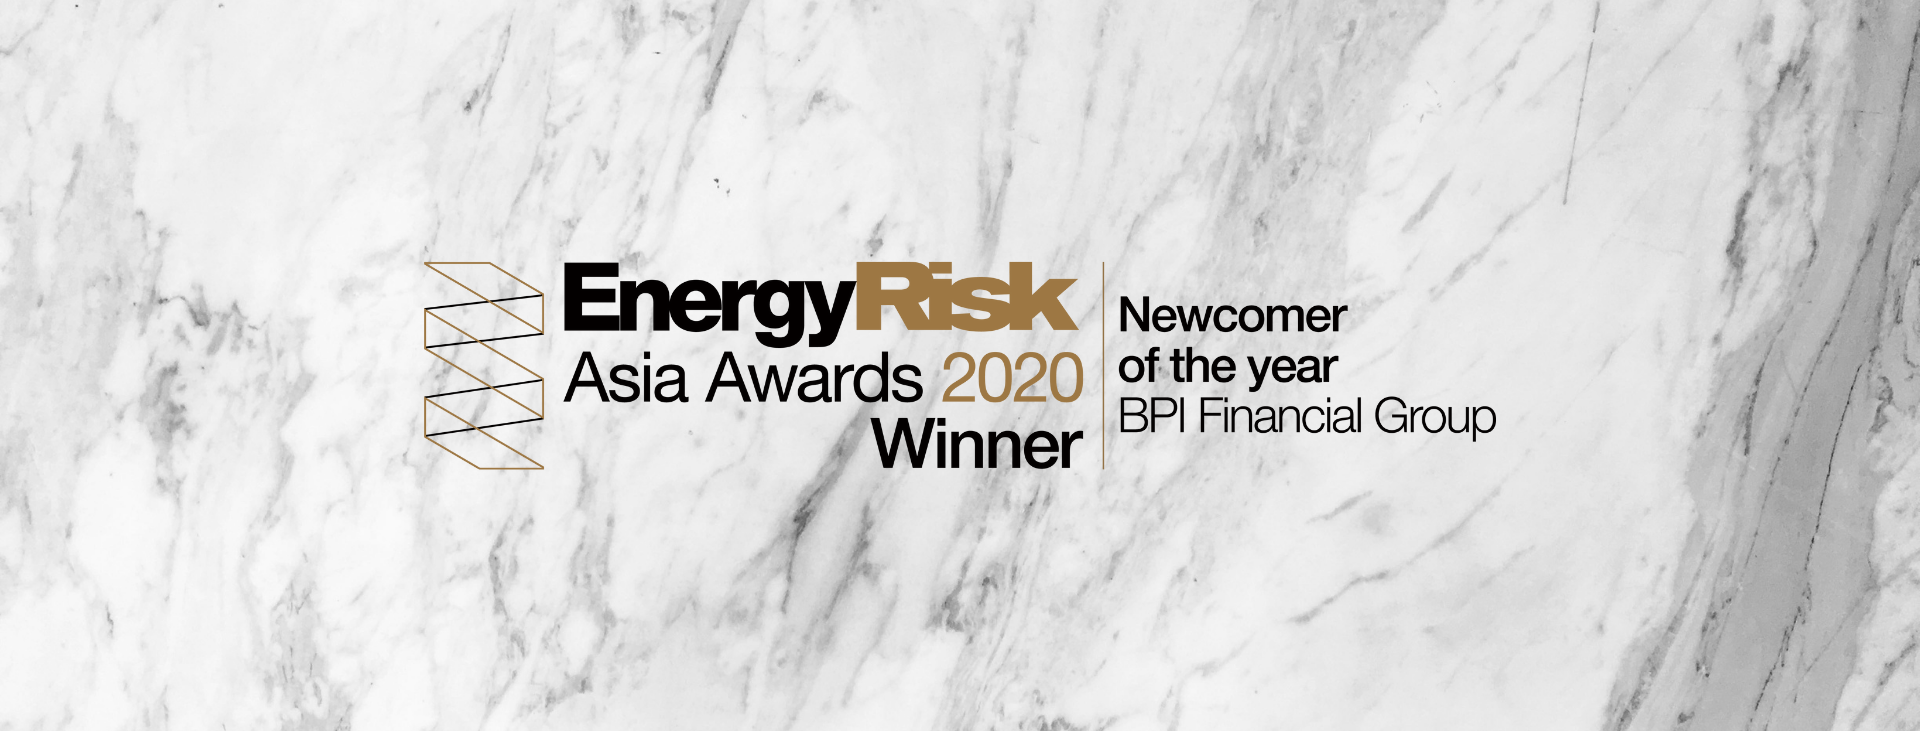 EnergyRisk
Asia Awards 2020
Winner
Newcomer
of the year
BPI Financial Group